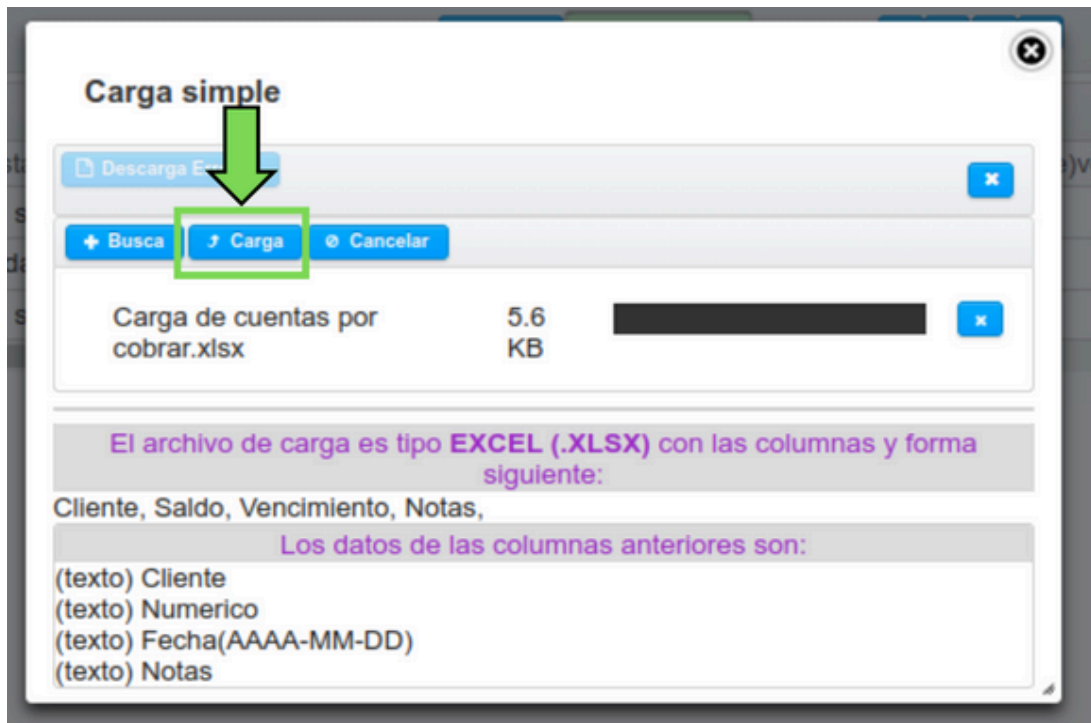 Carga simple
Descarga
Busca Carga Cancelar
Carga de cuentas por
cobrar.xlsx
5.6
KB
El archivo de carga es tipo EXCEL (.XLSX) con las columnas y forma
siguiente:
Cliente, Saldo, Vencimiento, Notas,
Los datos de las columnas anteriores son:
(texto) Cliente
(texto) Numerico
(texto) Fecha(AAAA-MM-DD)
(texto) Notas